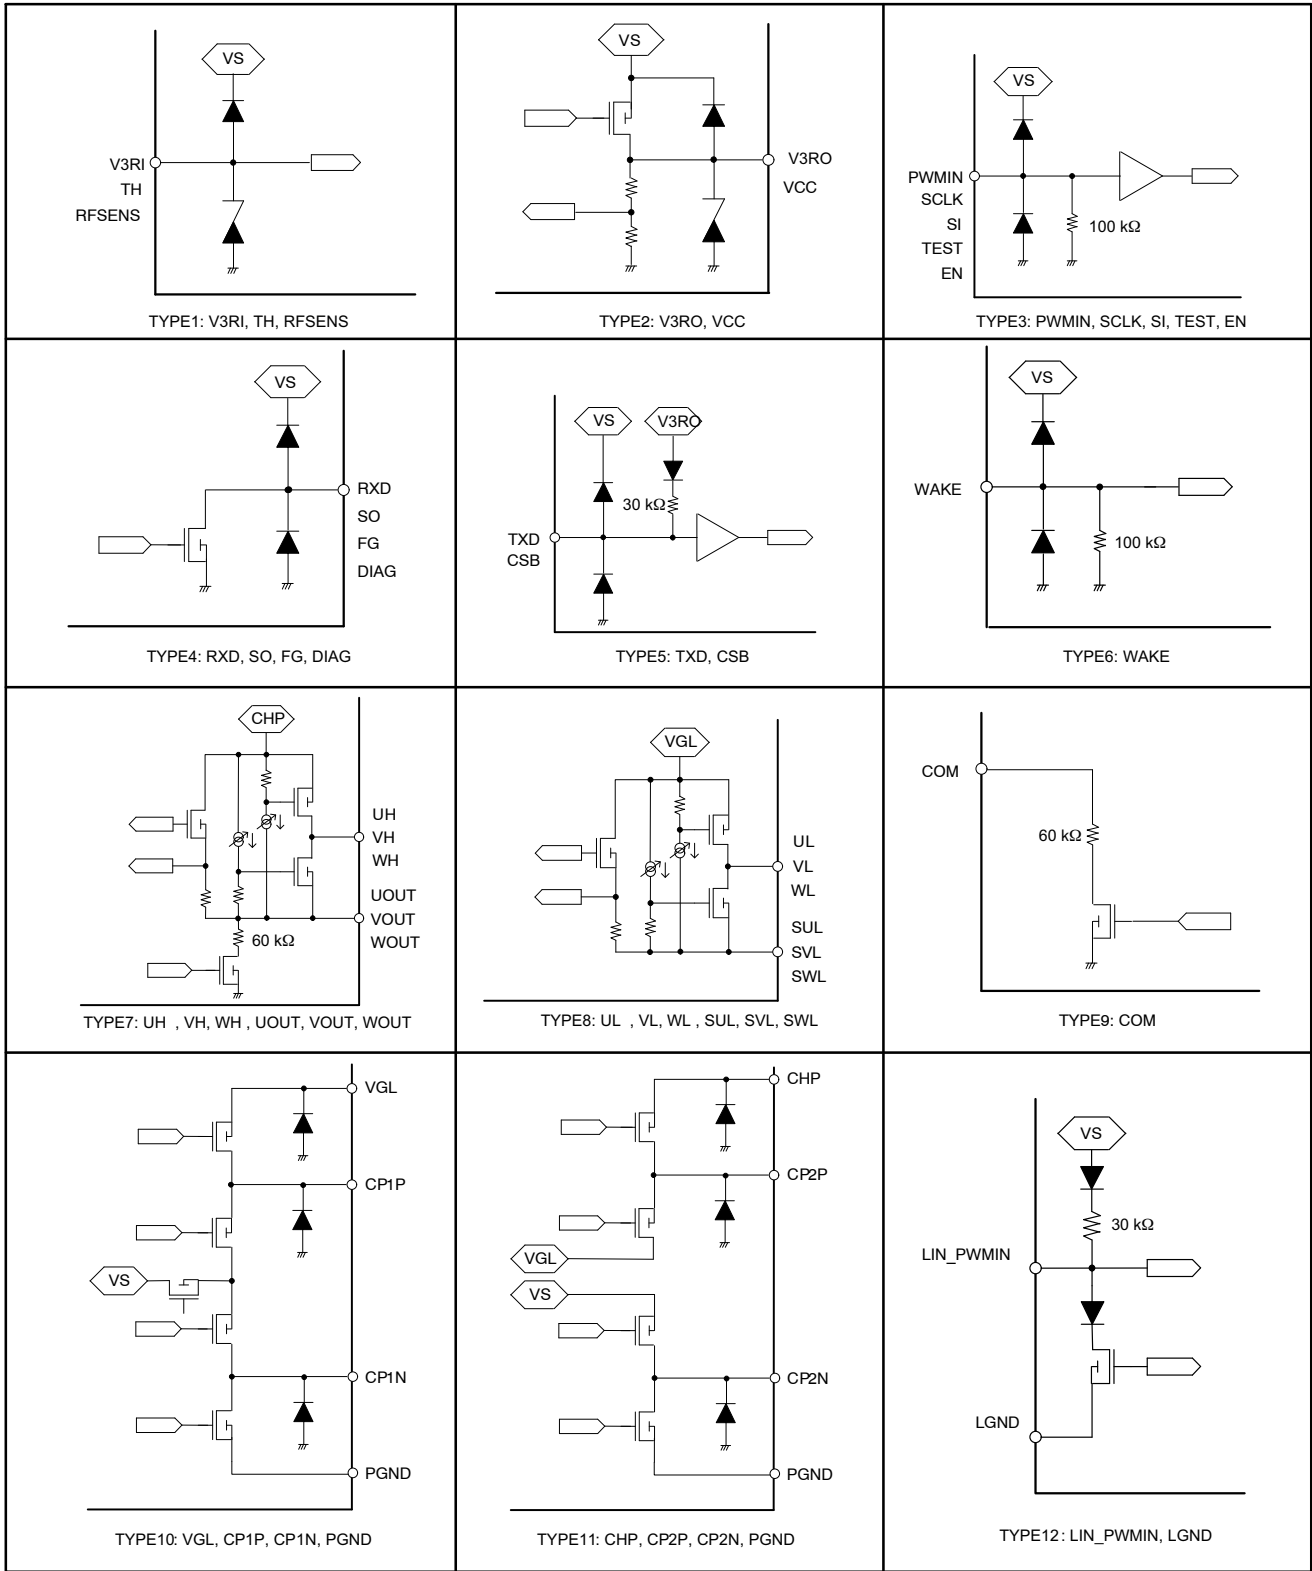 VS
V3RI
TH
RFSENS
TYPE1: V3RI, TH, RFSENS
VS
V3RO
VCC
TYPE2: V3RO, VCC
VS
PWMIN
SCLK
SI
TEST
EN
100 kΩ
TYPE3: PWMIN, SCLK, SI, TEST, EN
VS
RXD
SO
FG
DIAG
TYPE4: RXD, SO, FG, DIAG
VS
V3RO
30 kΩ
TXD
CSB
TYPE5: TXD, CSB
VS
WAKE
100 kΩ
TYPE6: WAKE
CHP
UH
VH
WH
UOUT
VOUT
WOUT
60 kΩ
TYPE7: UH , VH, WH , UOUT, VOUT, WOUT
VGL
UL
VL
WL
SUL
SVL
SWL
TYPE8: UL , VL, WL , SUL, SVL, SWL
COM
60 kΩ
TYPE9: COM
VGL
CP1P
VS
CP1N
PGND
TYPE10: VGL, CP1P, CP1N, PGND
CHP
CP2P
VGL
VS
CP2N
PGND
TYPE11: CHP, CP2P, CP2N, PGND
VS
30 kΩ
LIN_PWMIN
LGND
TYPE12: LIN_PWMIN, LGND